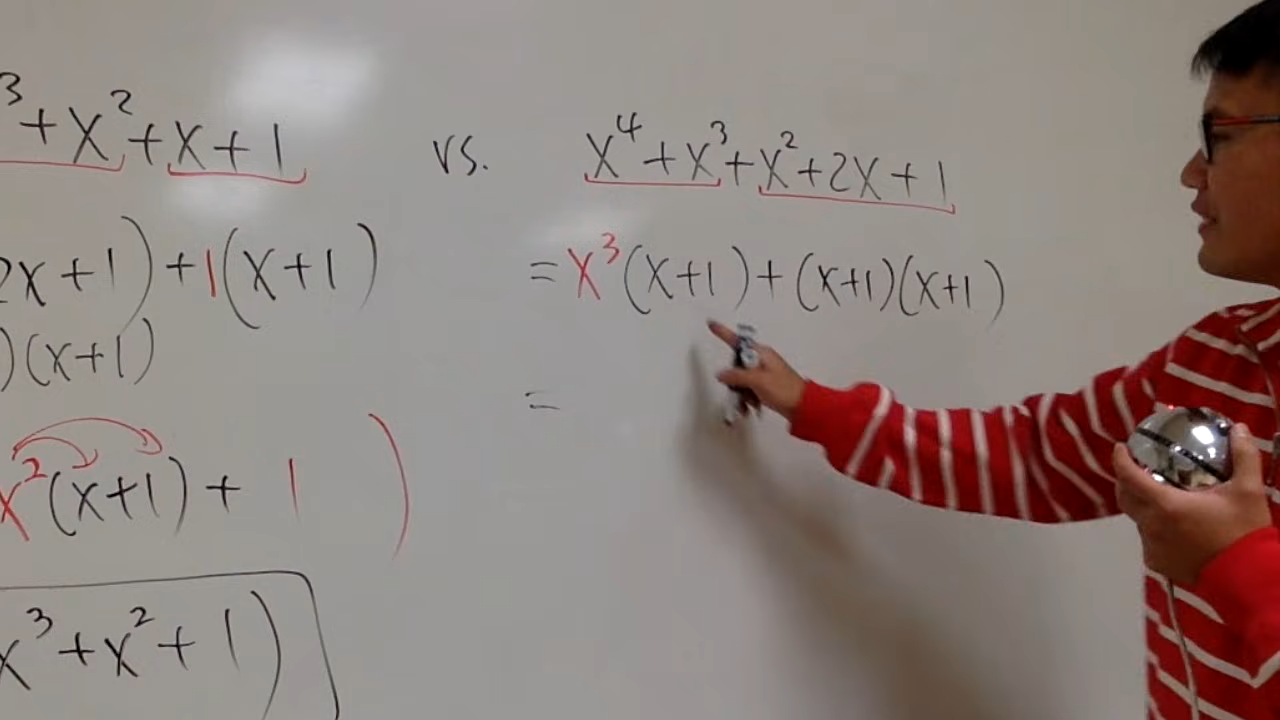 ³+x²+x+1
vs.
x⁴+x³+x²+2x+1
2x+1)+1(x+1)
=x³(x+1)+(x+1)(x+1)
)(x+1)
=
x²(x+1)+ 1 )
x³+x²+1)